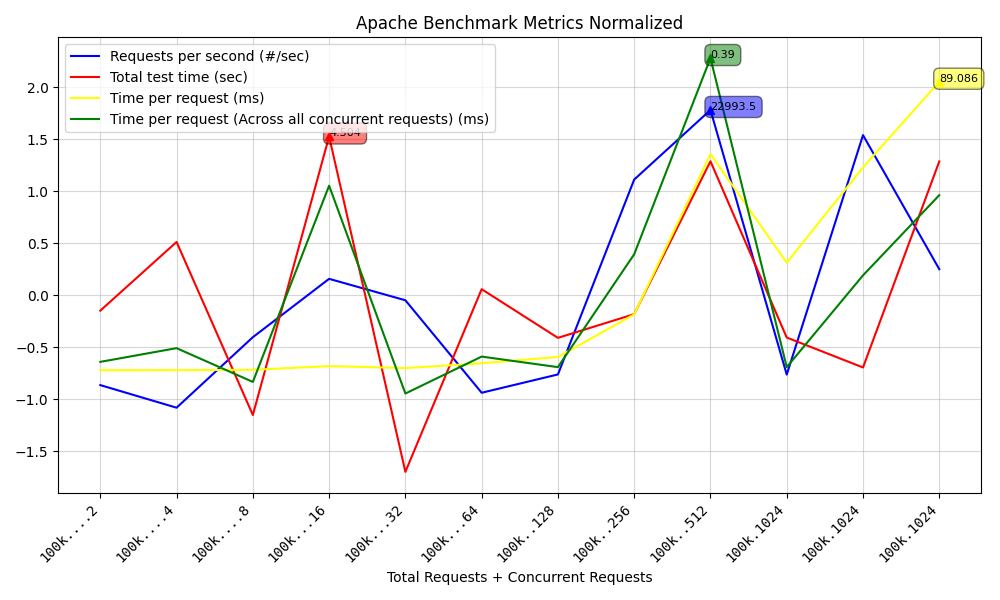 Apache Benchmark Metrics Normalized
Requests per second (#/sec)
Total test time (sec)
Time per request (ms)
Time per request (Across all concurrent requests) (ms)
0.39
22993.5
89.086
4.584
2.0
1.5
1.0
0.5
0.0
−0.5
−1.0
−1.5
100k....2
100k....4
100k....8
100k...16
100k...32
100k...64
100k..128
100k..256
100k..512
100k.1024
100k.1024
100k.1024
Total Requests + Concurrent Requests